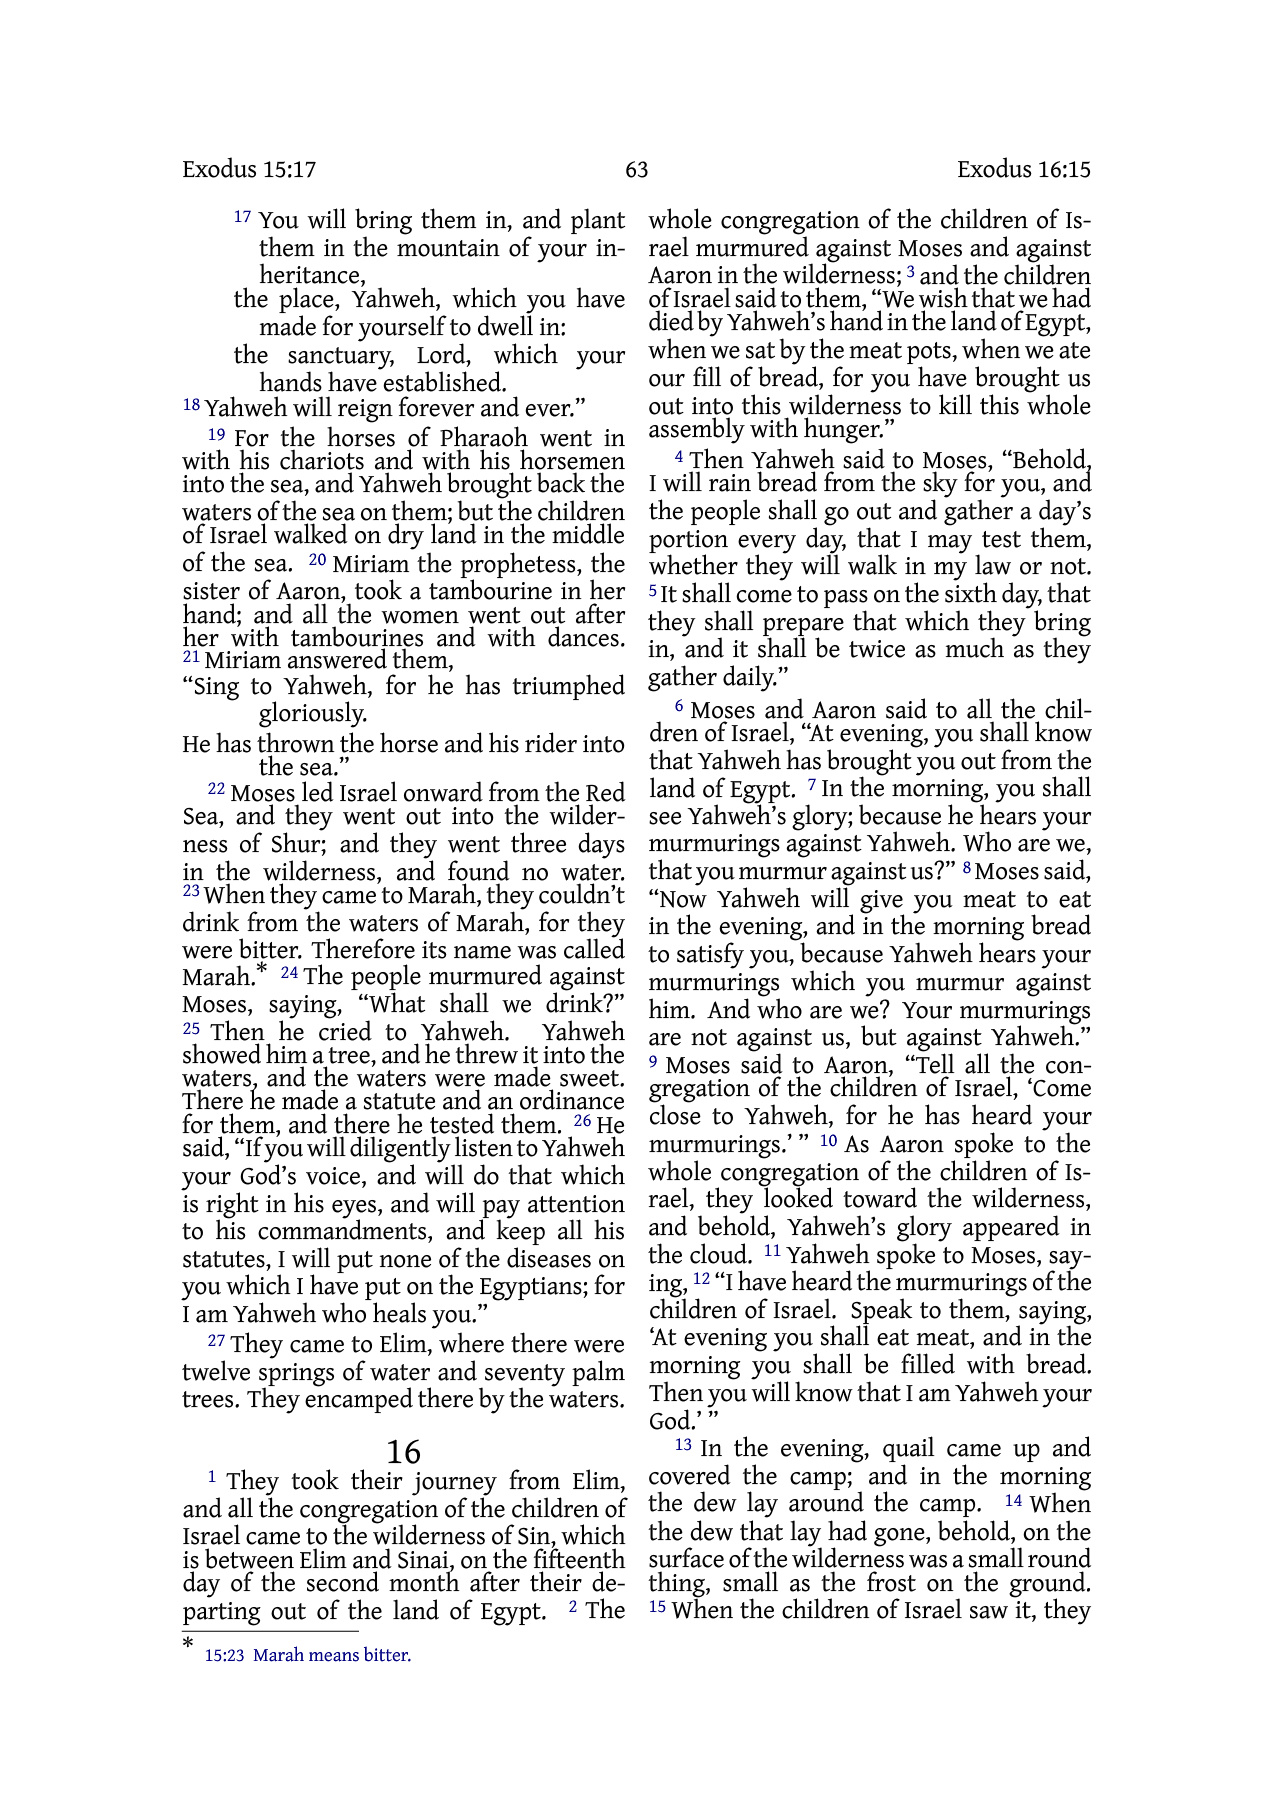 Exodus 15:17 63 Exodus 16:15
17 You will bring them in, and plant
them in the mountain of your in-
heritance,
the place, Yahweh, which you have
made for yourself to dwell in:
the sanctuary, Lord, which your
hands have established.
18 Yahweh will reign forever and ever.”
19 For the horses of Pharaoh went in
with his chariots and with his horsemen
into the sea, and Yahweh brought back the
waters of the sea on them; but the children
of Israel walked on dry land in the middle
of the sea. 20 Miriam the prophetess, the
sister of Aaron, took a tambourine in her
hand; and all the women went out after
her with tambourines and with dances.
21 Miriam answered them,
“Sing to Yahweh, for he has triumphed
gloriously.
He has thrown the horse and his rider into
the sea.”
22 Moses led Israel onward from the Red
Sea, and they went out into the wilder-
ness of Shur; and they went three days
in the wilderness, and found no water.
23 When they came to Marah, they couldn’t
drink from the waters of Marah, for they
were bitter. Therefore its name was called
Marah.* 24 The people murmured against
Moses, saying, “What shall we drink?”
25 Then he cried to Yahweh. Yahweh
showed him a tree, and he threw it into the
waters, and the waters were made sweet.
There he made a statute and an ordinance
for them, and there he tested them. 26 He
said, “If you will diligently listen to Yahweh
your God’s voice, and will do that which
is right in his eyes, and will pay attention
to his commandments, and keep all his
statutes, I will put none of the diseases on
you which I have put on the Egyptians; for
I am Yahweh who heals you.”
27 They came to Elim, where there were
twelve springs of water and seventy palm
trees. They encamped there by the waters.
16
1 They took their journey from Elim,
and all the congregation of the children of
Israel came to the wilderness of Sin, which
is between Elim and Sinai, on the fifteenth
day of the second month after their de-
parting out of the land of Egypt. 2 The
* 15:23 Marah means bitter.
whole congregation of the children of Is-
rael murmured against Moses and against
Aaron in the wilderness; 3 and the children
of Israel said to them, “We wish that we had
died by Yahweh’s hand in the land of Egypt,
when we sat by the meat pots, when we ate
our fill of bread, for you have brought us
out into this wilderness to kill this whole
assembly with hunger.”
4 Then Yahweh said to Moses, “Behold,
I will rain bread from the sky for you, and
the people shall go out and gather a day’s
portion every day, that I may test them,
whether they will walk in my law or not.
5 It shall come to pass on the sixth day, that
they shall prepare that which they bring
in, and it shall be twice as much as they
gather daily.”
6 Moses and Aaron said to all the chil-
dren of Israel, “At evening, you shall know
that Yahweh has brought you out from the
land of Egypt. 7 In the morning, you shall
see Yahweh’s glory; because he hears your
murmurings against Yahweh. Who are we,
that you murmur against us?” 8 Moses said,
“Now Yahweh will give you meat to eat
in the evening, and in the morning bread
to satisfy you, because Yahweh hears your
murmurings which you murmur against
him. And who are we? Your murmurings
are not against us, but against Yahweh.”
9 Moses said to Aaron, “Tell all the con-
gregation of the children of Israel, ‘Come
close to Yahweh, for he has heard your
murmurings.’ ” 10 As Aaron spoke to the
whole congregation of the children of Is-
rael, they looked toward the wilderness,
and behold, Yahweh’s glory appeared in
the cloud. 11 Yahweh spoke to Moses, say-
ing, 12 “I have heard the murmurings of the
children of Israel. Speak to them, saying,
‘At evening you shall eat meat, and in the
morning you shall be filled with bread.
Then you will know that I am Yahweh your
God.’ ”
13 In the evening, quail came up and
covered the camp; and in the morning
the dew lay around the camp. 14 When
the dew that lay had gone, behold, on the
surface of the wilderness was a small round
thing, small as the frost on the ground.
15 When the children of Israel saw it, they